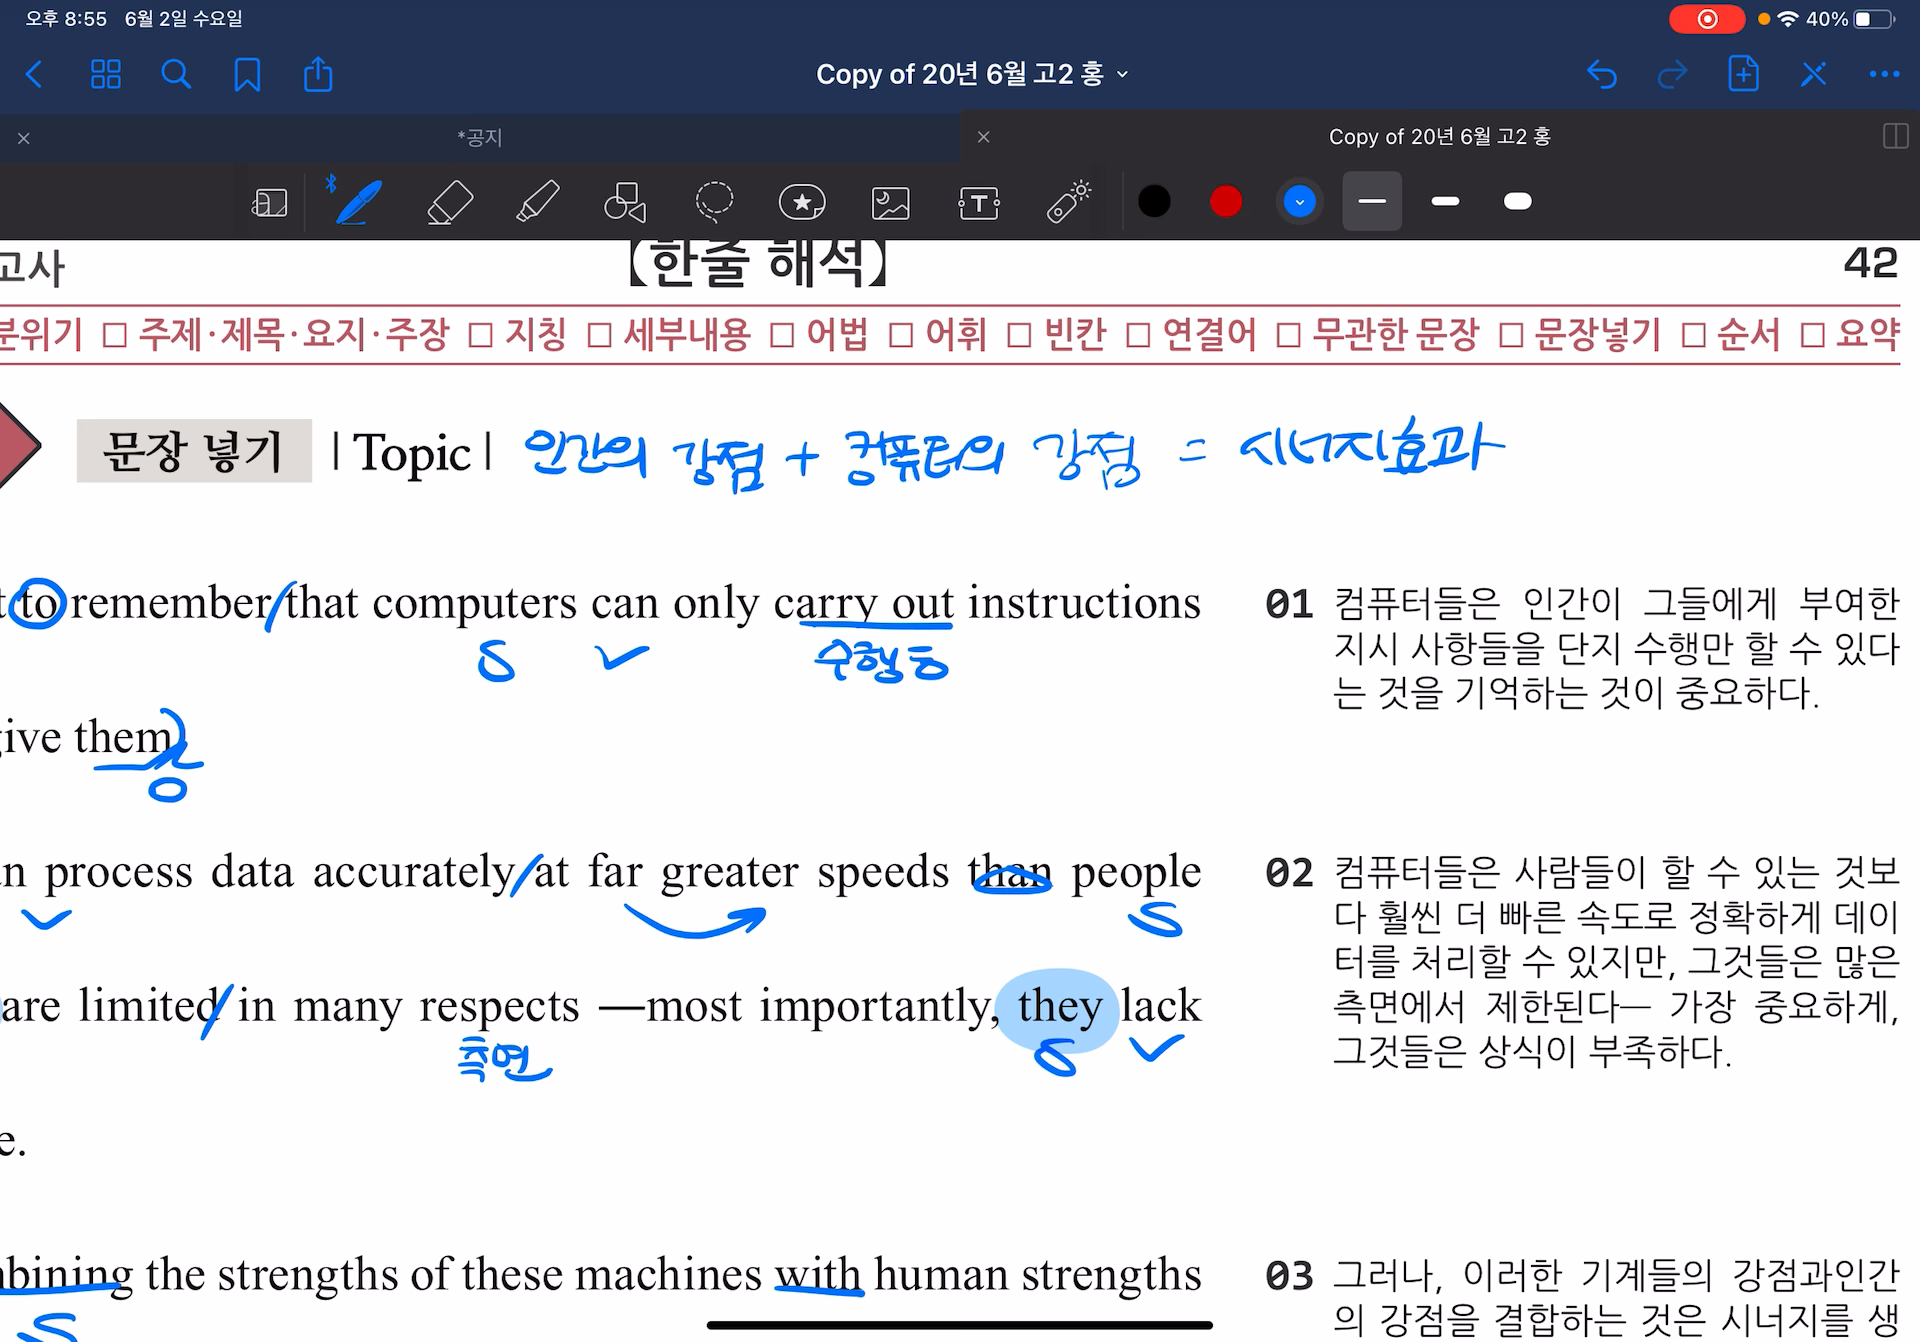 오후 8:55 6월 2일 수요일 40%
Copy of 20년 6월 고2 홍
*공지 Copy of 20년 6월 고2 홍
고사 【한줄 해석】 42
분위기 □ 주제·제목·요지·주장 □ 지칭 □ 세부내용 □ 어법 □ 어휘 □ 빈칸 □ 연결어 □ 무관한 문장 □ 문장넣기 □ 순서 □ 요약
문장 넣기 | Topic | 인간의 강점 + 컴퓨터의 강점 = 시너지효과
t to remember/that computers can only carry out instructions
S V 수행등
ive them)
O
n process data accurately/at far greater speeds than people
V S
are limited/in many respects —most importantly, they lack
측면 S V
e.
bining the strengths of these machines with human strengths
S
01 컴퓨터들은 인간이 그들에게 부여한
지시 사항들을 단지 수행만 할 수 있다
는 것을 기억하는 것이 중요하다.
02 컴퓨터들은 사람들이 할 수 있는 것보
다 훨씬 더 빠른 속도로 정확하게 데이
터를 처리할 수 있지만, 그것들은 많은
측면에서 제한된다— 가장 중요하게,
그것들은 상식이 부족하다.
03 그러나, 이러한 기계들의 강점과인간
의 강점을 결합하는 것은 시너지를 생